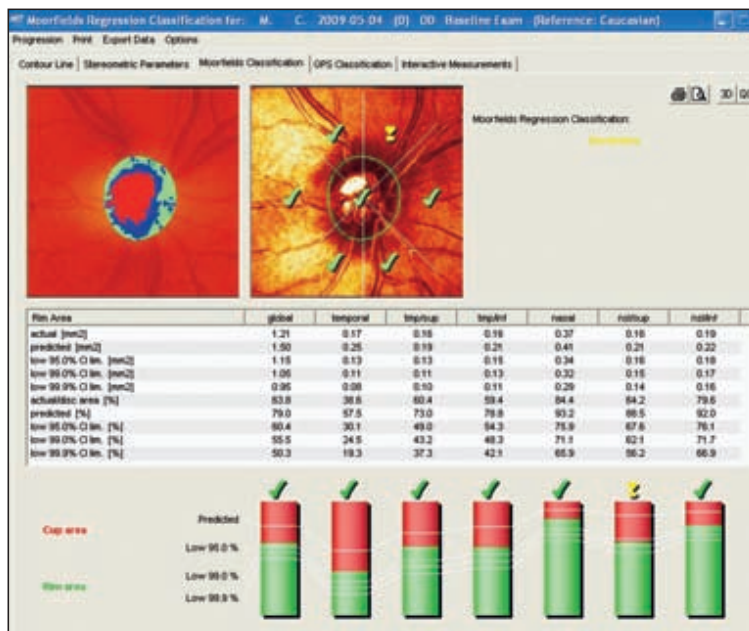 Moorfields Regression Classification for: M. C. 2009-05-04 (D) OD Baseline Exam (Reference: Caucasian)
Progression Print Export Data Options
Contour Line Stereometric Parameters Moorfields Classification GPS Classification Interactive Measurements
3D
Moorfields Regression Classification:
Rim Area global temporal tmp/sup tmp/inf nasal nsl/sup nsl/inf
actual [mm2] 1.21 0.17 0.16 0.16 0.37 0.16 0.19
predicted [mm2] 1.50 0.25 0.19 0.21 0.41 0.21 0.22
low 95.0% CI lim. [mm2] 1.15 0.13 0.13 0.15 0.34 0.16 0.18
low 99.0% CI lim. [mm2] 1.06 0.11 0.11 0.13 0.32 0.15 0.17
low 99.9% CI lim. [mm2] 0.95 0.08 0.10 0.11 0.29 0.14 0.16
actual/disc area [%] 63.8 38.6 60.4 59.4 84.4 64.2 79.6
predicted [%] 79.0 57.5 73.0 78.8 93.2 88.5 92.0
low 95.0% CI lim. [%] 60.4 30.1 49.0 54.3 75.9 67.6 76.1
low 99.0% CI lim. [%] 55.5 24.5 43.2 48.3 71.1 62.1 71.7
low 99.9% CI lim. [%] 50.3 19.3 37.3 42.1 65.9 56.2 66.9
Predicted
Cup area
Low 95.0 %
Low 99.0 %
Rim area
Low 99.9 %